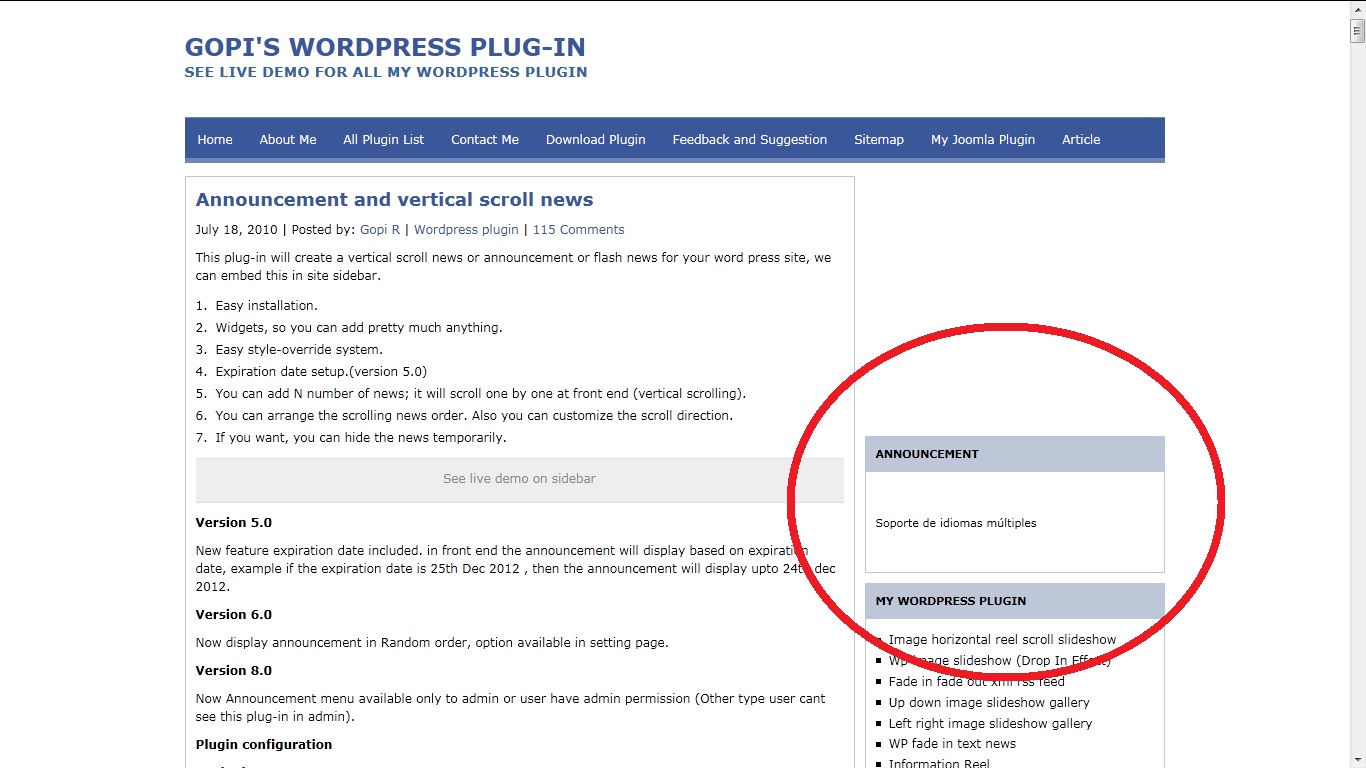 GOPI'S WORDPRESS PLUG-IN
SEE LIVE DEMO FOR ALL MY WORDPRESS PLUGIN
Home About Me All Plugin List Contact Me Download Plugin Feedback and Suggestion Sitemap My Joomla Plugin Article
Announcement and vertical scroll news
July 18, 2010 | Posted by: Gopi R | Wordpress plugin | 115 Comments
This plug-in will create a vertical scroll news or announcement or flash news for your word press site, we
can embed this in site sidebar.
1. Easy installation.
2. Widgets, so you can add pretty much anything.
3. Easy style-override system.
4. Expiration date setup.(version 5.0)
5. You can add N number of news; it will scroll one by one at front end (vertical scrolling).
6. You can arrange the scrolling news order. Also you can customize the scroll direction.
7. If you want, you can hide the news temporarily.
See live demo on sidebar
Version 5.0
New feature expiration date included. in front end the announcement will display based on expiration
date, example if the expiration date is 25th Dec 2012 , then the announcement will display upto 24th dec
2012.
Version 6.0
Now display announcement in Random order, option available in setting page.
Version 8.0
Now Announcement menu available only to admin or user have admin permission (Other type user cant
see this plug-in in admin).
Plugin configuration
ANNOUNCEMENT
Soporte de idiomas múltiples
MY WORDPRESS PLUGIN
Image horizontal reel scroll slideshow
Wp image slideshow (Drop In Effect)
Fade in fade out xml rss feed
Up down image slideshow gallery
Left right image slideshow gallery
WP fade in text news
Information Reel